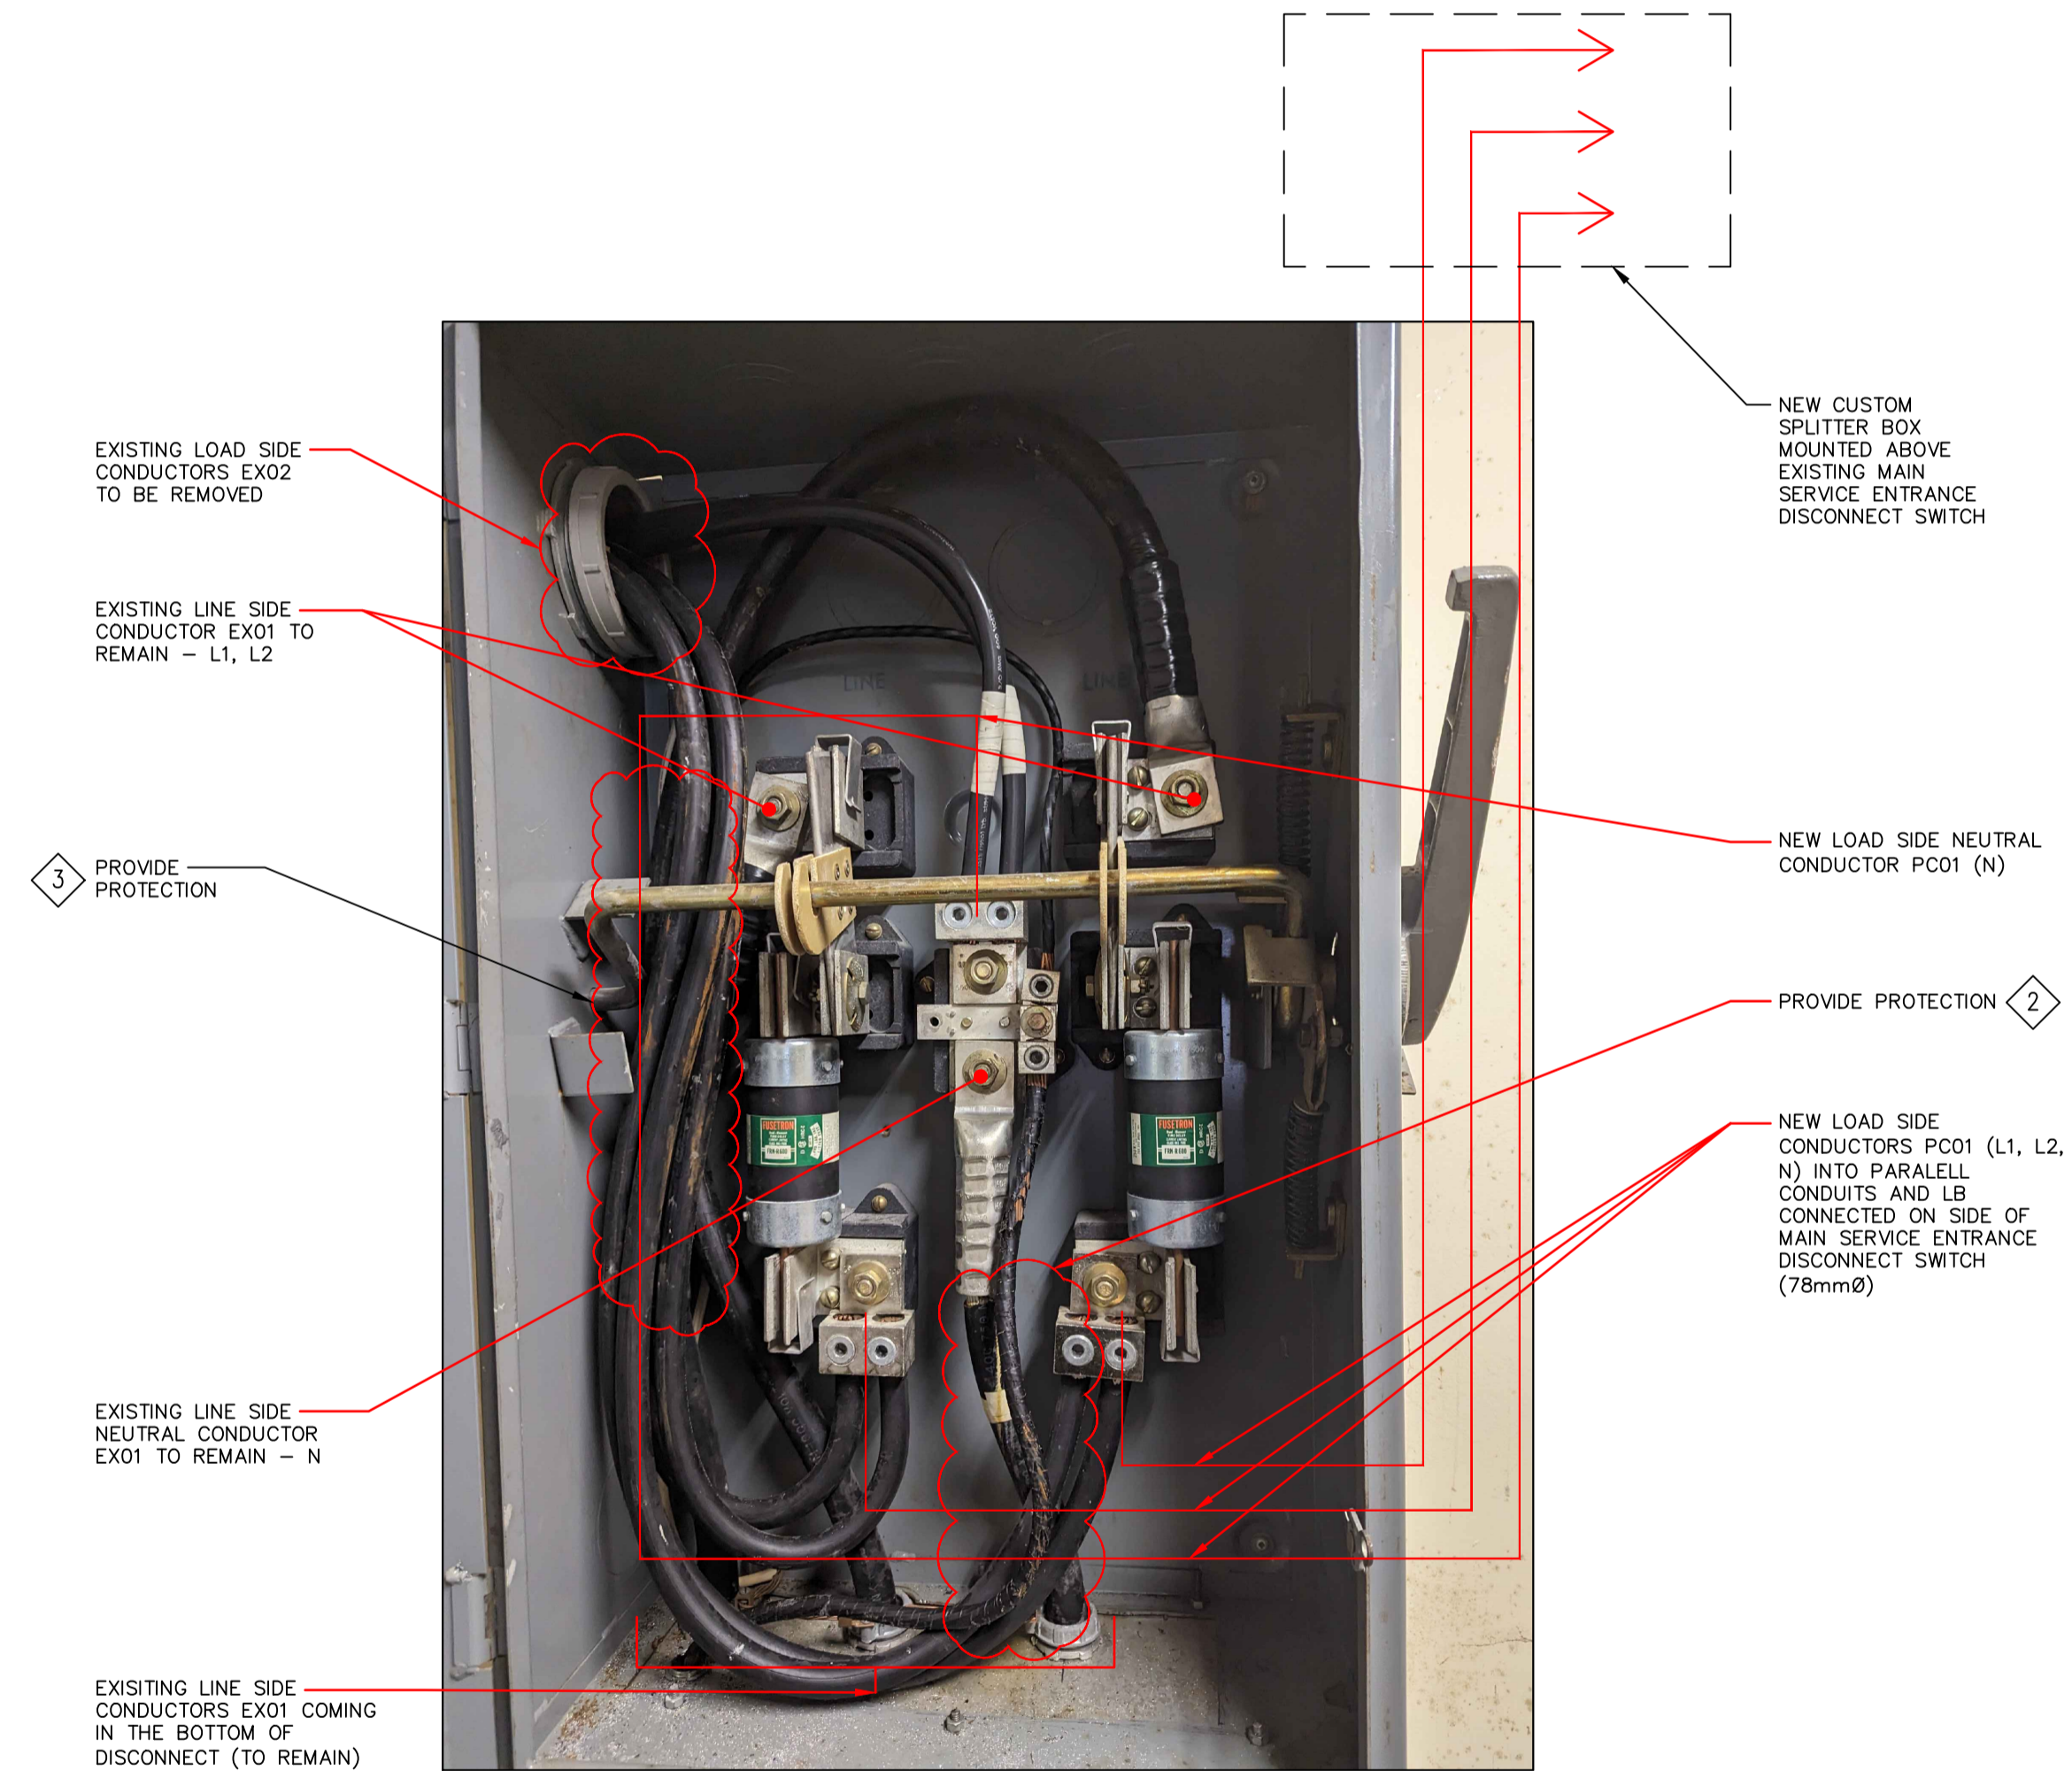 NEW CUSTOM
SPLITTER BOX
MOUNTED ABOVE
EXISTING MAIN
SERVICE ENTRANCE
DISCONNECT SWITCH
EXISTING LOAD SIDE
CONDUCTORS EX02
TO BE REMOVED
EXISTING LINE SIDE
CONDUCTOR EX01 TO
REMAIN – L1, L2
LINE
LINE
3
PROVIDE
PROTECTION
NEW LOAD SIDE NEUTRAL
CONDUCTOR PC01 (N)
PROVIDE PROTECTION 2
FUSETRON
FRN-R600
FUSETRON
FRN-R600
NEW LOAD SIDE
CONDUCTORS PC01 (L1, L2,
N) INTO PARALELL
CONDUITS AND LB
CONNECTED ON SIDE OF
MAIN SERVICE ENTRANCE
DISCONNECT SWITCH
(78mmØ)
EXISTING LINE SIDE
NEUTRAL CONDUCTOR
EX01 TO REMAIN – N
EXISITING LINE SIDE
CONDUCTORS EX01 COMING
IN THE BOTTOM OF
DISCONNECT (TO REMAIN)